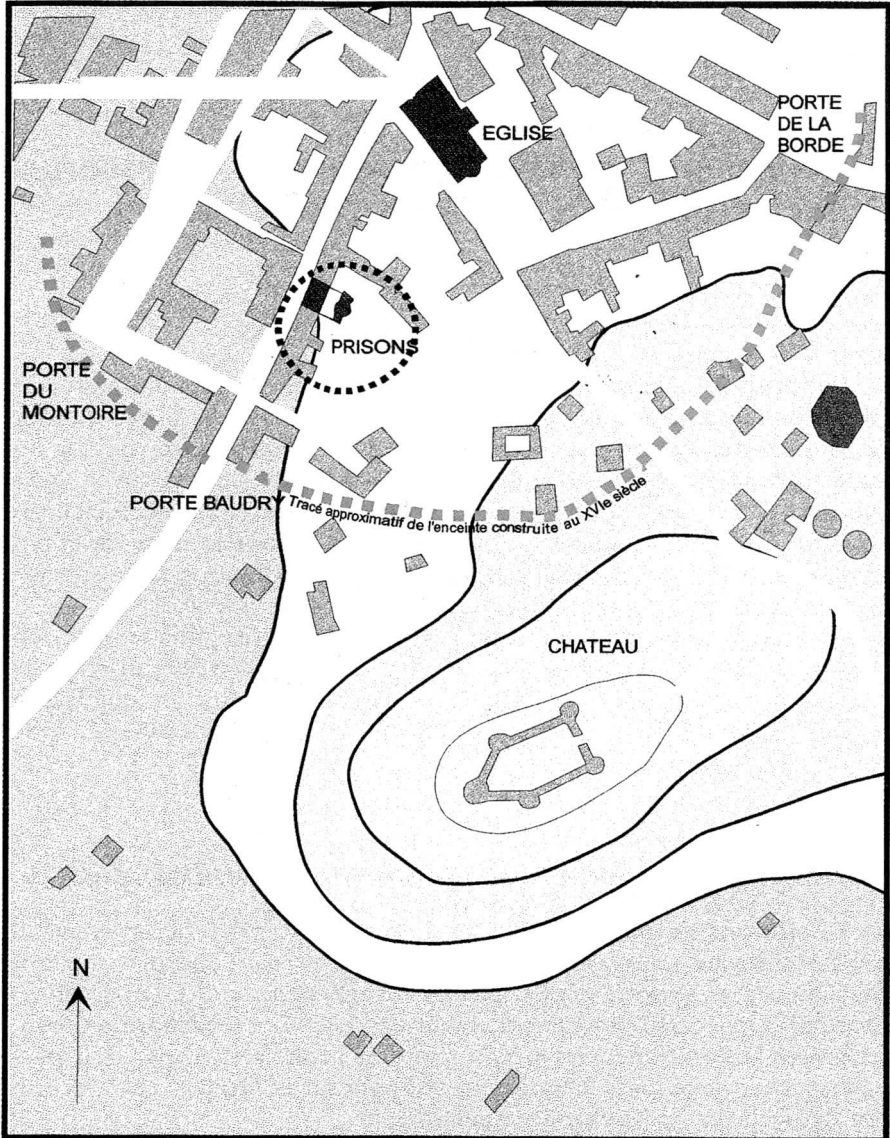 PORTE
DE LA
BORDE
EGLISE
PRISONS
PORTE
DU
MONTOIRE
PORTE BAUDRY
Tracé approximatif de l'enceinte construite au XVIe siècle
CHATEAU
N